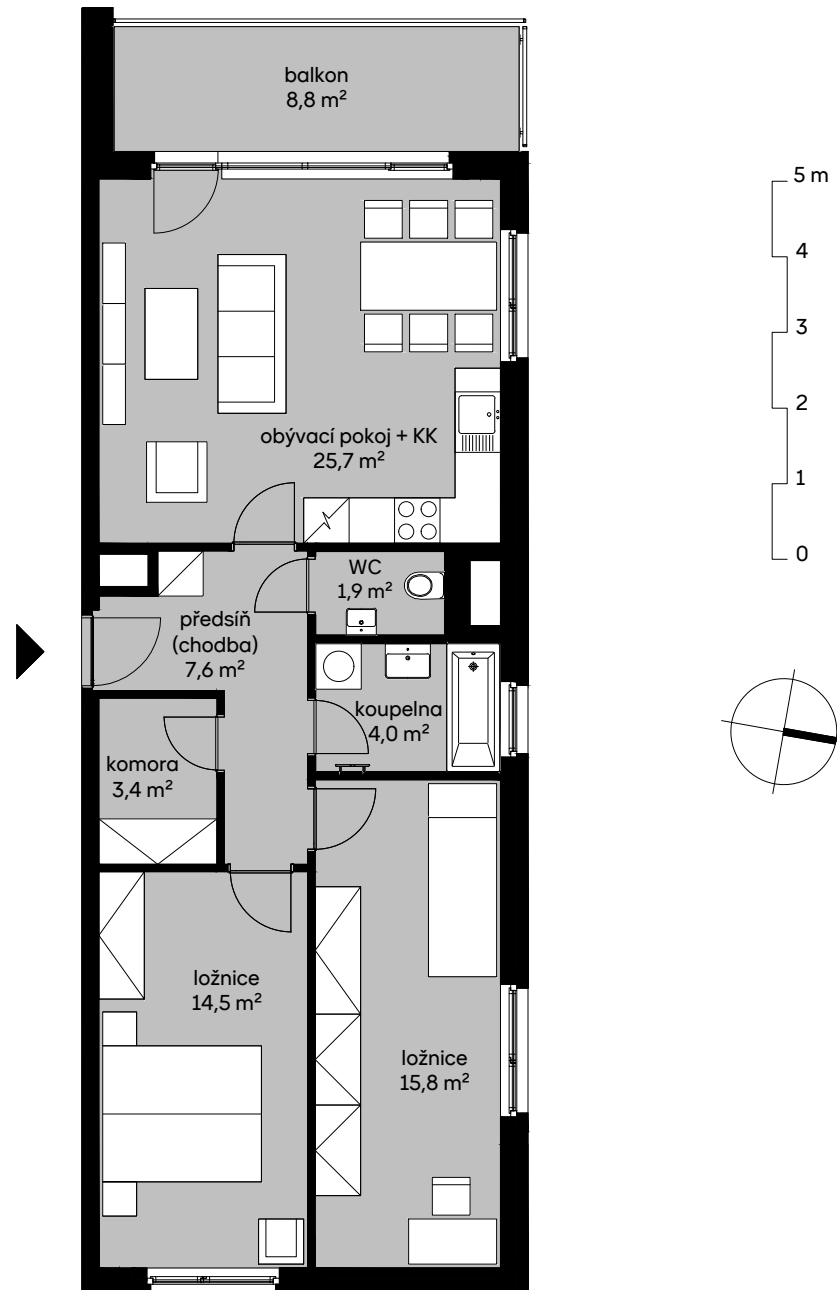 balkon
8,8 m²
5 m
4
3
2
1
0
obývací pokoj + KK
25,7 m²
WC
1,9 m²
předsíň
(chodba)
7,6 m²
koupelna
4,0 m²
komora
3,4 m²
ložnice
14,5 m²
ložnice
15,8 m²